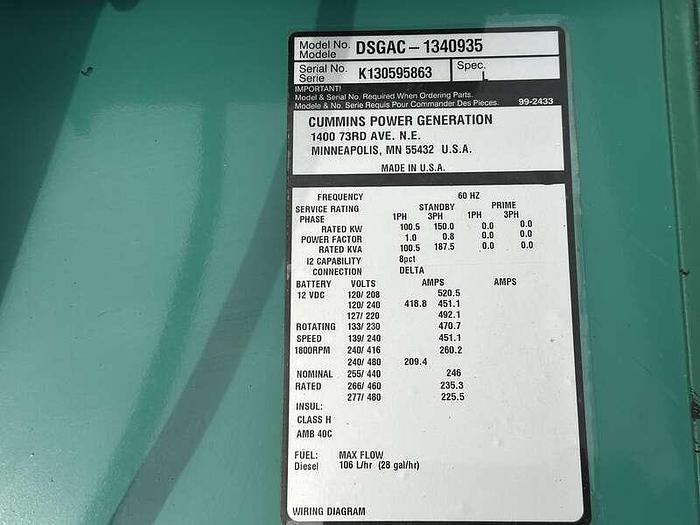 Model No. DSGAC – 1340935
Modele
Serial No. K130595863 Spec.
Serie L
IMPORTANT!
Model & Serial No. Required When Ordering Parts.
Modele & No. Serie Requis Pour Commander Des Pieces. 99-2433
CUMMINS POWER GENERATION
1400 73RD AVE. N.E.
MINNEAPOLIS, MN 55432 U.S.A.
MADE IN U.S.A.
FREQUENCY 60 HZ
SERVICE RATING STANDBY PRIME
PHASE 1PH 3PH 1PH 3PH
RATED KW 100.5 150.0 0.0 0.0
POWER FACTOR 1.0 0.8 0.0 0.0
RATED KVA 100.5 187.5 0.0 0.0
I2 CAPABILITY 8pct
CONNECTION DELTA
BATTERY VOLTS AMPS AMPS
12 VDC 120/ 208 520.5
120/ 240 418.8 451.1
127/ 220 492.1
ROTATING 133/ 230 470.7
SPEED 139/ 240 451.1
1800RPM 240/ 416 260.2
240/ 480 209.4
NOMINAL 255/ 440 246
RATED 266/ 460 235.3
277/ 480 225.5
INSUL:
CLASS H
AMB 40C
FUEL: MAX FLOW
Diesel 106 L/hr (28 gal/hr)
WIRING DIAGRAM